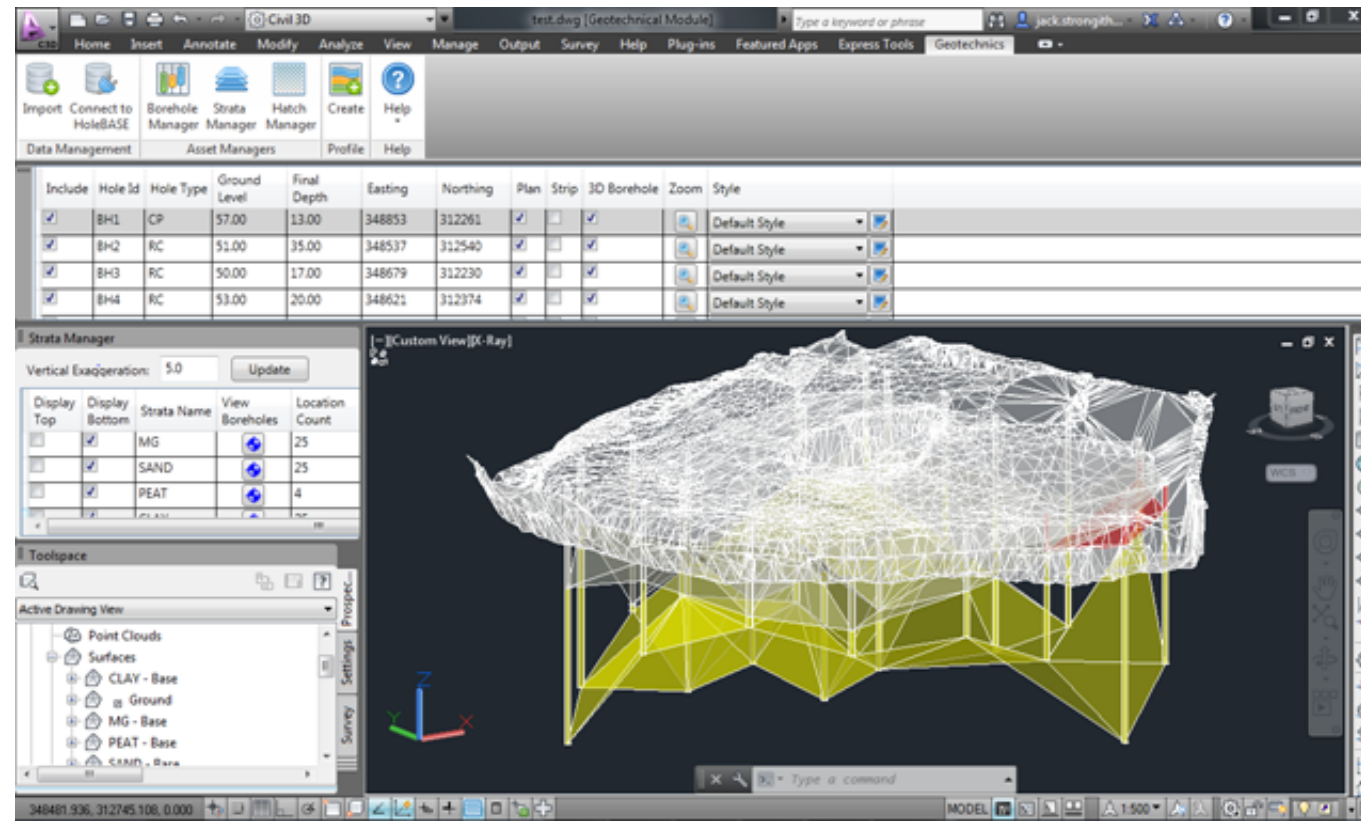 Civil 3D test.dwg [Geotechnical Module] Type a keyword or phrase jack.strongith...
C3D Home Insert Annotate Modify Analyze View Manage Output Survey Help Plug-ins Featured Apps Express Tools Geotechnics
Import Connect to HoleBASE Borehole Manager Strata Manager Hatch Manager Create Help
Data Management Asset Managers Profile Help
Include Hole Id Hole Type Ground Level Final Depth Easting Northing Plan Strip 3D Borehole Zoom Style
BH1 CP 57.00 13.00 348853 312261 Default Style
BH2 RC 51.00 35.00 348537 312540 Default Style
BH3 RC 50.00 17.00 348679 312230 Default Style
BH4 RC 53.00 20.00 348621 312374 Default Style
Strata Manager
Vertical Exaggeration: 5.0 Update
Display Top Display Bottom Strata Name View Boreholes Location Count
MG 25
SAND 25
PEAT 4
CLAY 25
[-][Custom View][X-Ray]
WCS
Toolspace
Active Drawing View
Point Clouds
Surfaces
CLAY - Base
Ground
MG - Base
PEAT - Base
SAND - Base
Prospec...
Settings
Survey
Z
Y
X
Type a command
348481.936, 312745.108, 0.000 MODEL 1:500